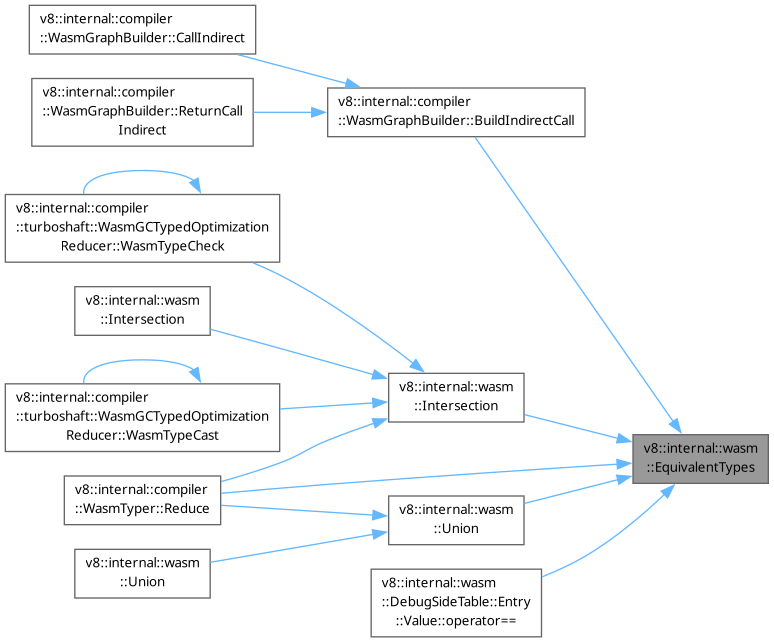 v8::internal::compiler
::WasmGraphBuilder::CallIndirect
v8::internal::compiler
::WasmGraphBuilder::ReturnCall
Indirect
v8::internal::compiler
::WasmGraphBuilder::BuildIndirectCall
v8::internal::compiler
::turboshaft::WasmGCTypedOptimization
Reducer::WasmTypeCheck
v8::internal::wasm
::Intersection
v8::internal::compiler
::turboshaft::WasmGCTypedOptimization
Reducer::WasmTypeCast
v8::internal::wasm
::Intersection
v8::internal::wasm
::EquivalentTypes
v8::internal::compiler
::WasmTyper::Reduce
v8::internal::wasm
::Union
v8::internal::wasm
::Union
v8::internal::wasm
::DebugSideTable::Entry
::Value::operator==